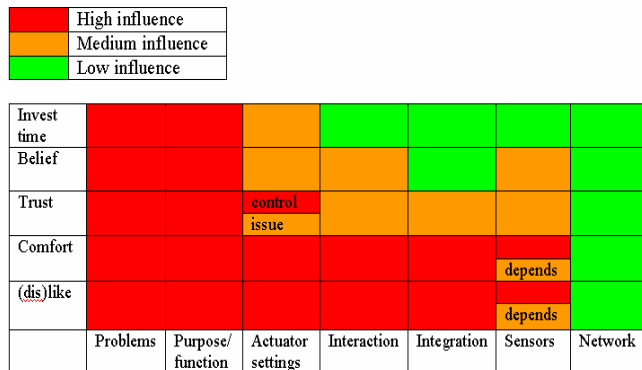 High influence
Medium influence
Low influence
Invest
time
Belief
Trust
control
issue
Comfort
depends
(dis)like
depends
Problems
Purpose/
function
Actuator
settings
Interaction
Integration
Sensors
Network